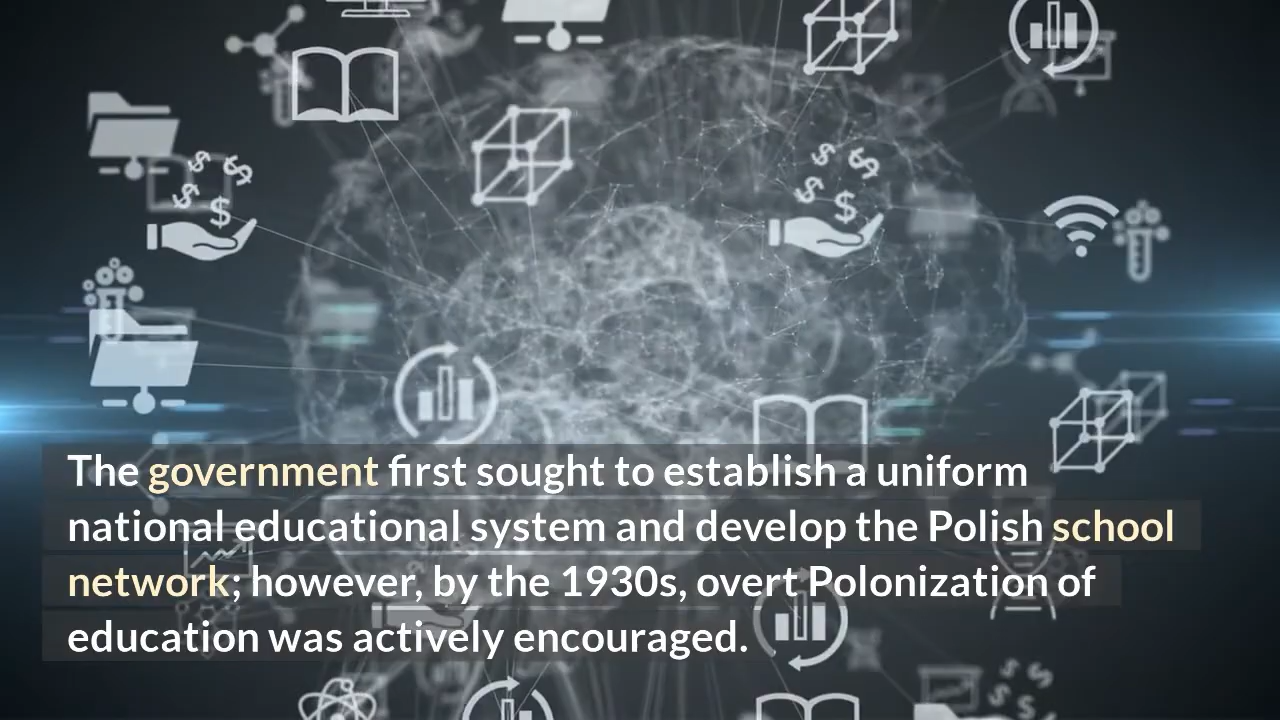 The government first sought to establish a uniform
national educational system and develop the Polish school
network; however, by the 1930s, overt Polonization of
education was actively encouraged.